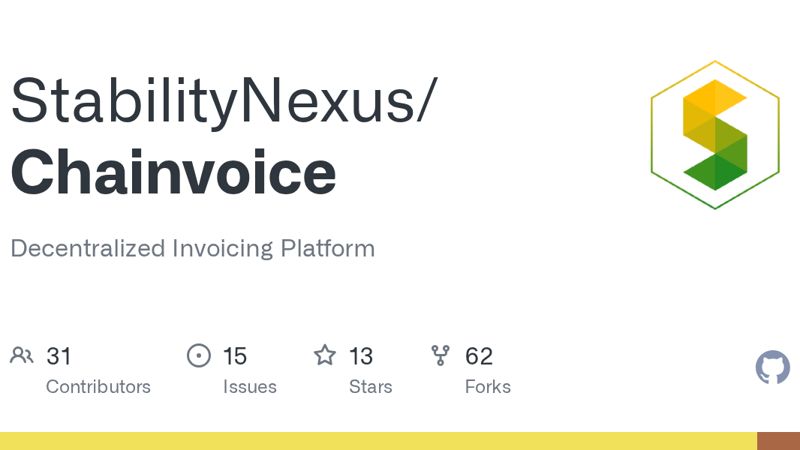 StabilityNexus/
Chainvoice
Decentralized Invoicing Platform
31 15 13 62
Contributors Issues Stars Forks